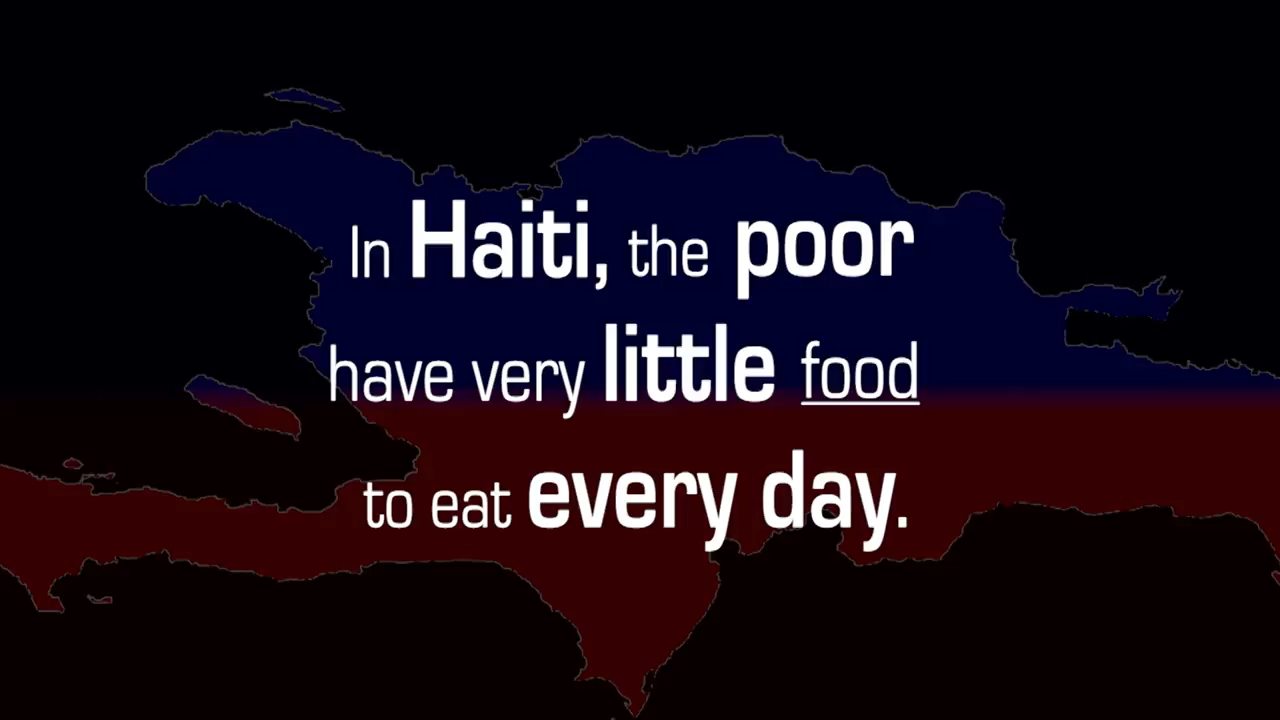 In Haiti, the poor
have very little food
to eat every day.